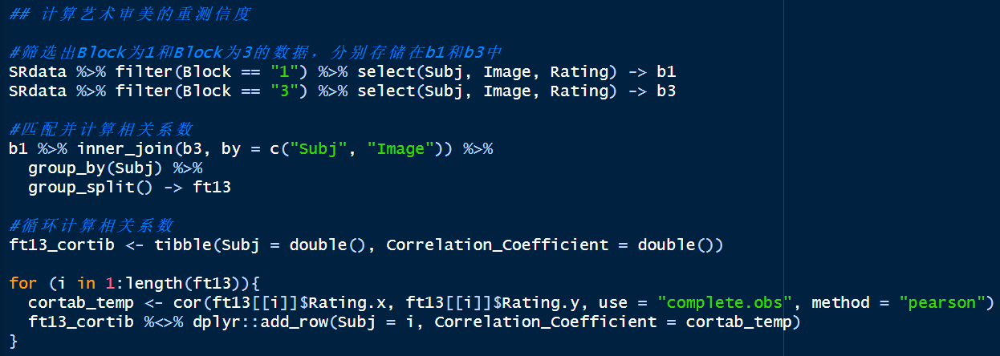 ## 计算艺术审美的重测信度
#筛选出Block为1和Block为3的数据，分别存储在b1和b3中
SRdata %>% filter(Block == "1") %>% select(Subj, Image, Rating) -> b1
SRdata %>% filter(Block == "3") %>% select(Subj, Image, Rating) -> b3
#匹配并计算相关系数
b1 %>% inner_join(b3, by = c("Subj", "Image")) %>%
  group_by(Subj) %>%
  group_split() -> ft13
#循环计算相关系数
ft13_cortib <- tibble(Subj = double(), Correlation_Coefficient = double())
for (i in 1:length(ft13)){
  cortab_temp <- cor(ft13[[i]]$Rating.x, ft13[[i]]$Rating.y, use = "complete.obs", method = "pearson")
  ft13_cortib %<>% dplyr::add_row(Subj = i, Correlation_Coefficient = cortab_temp)
}